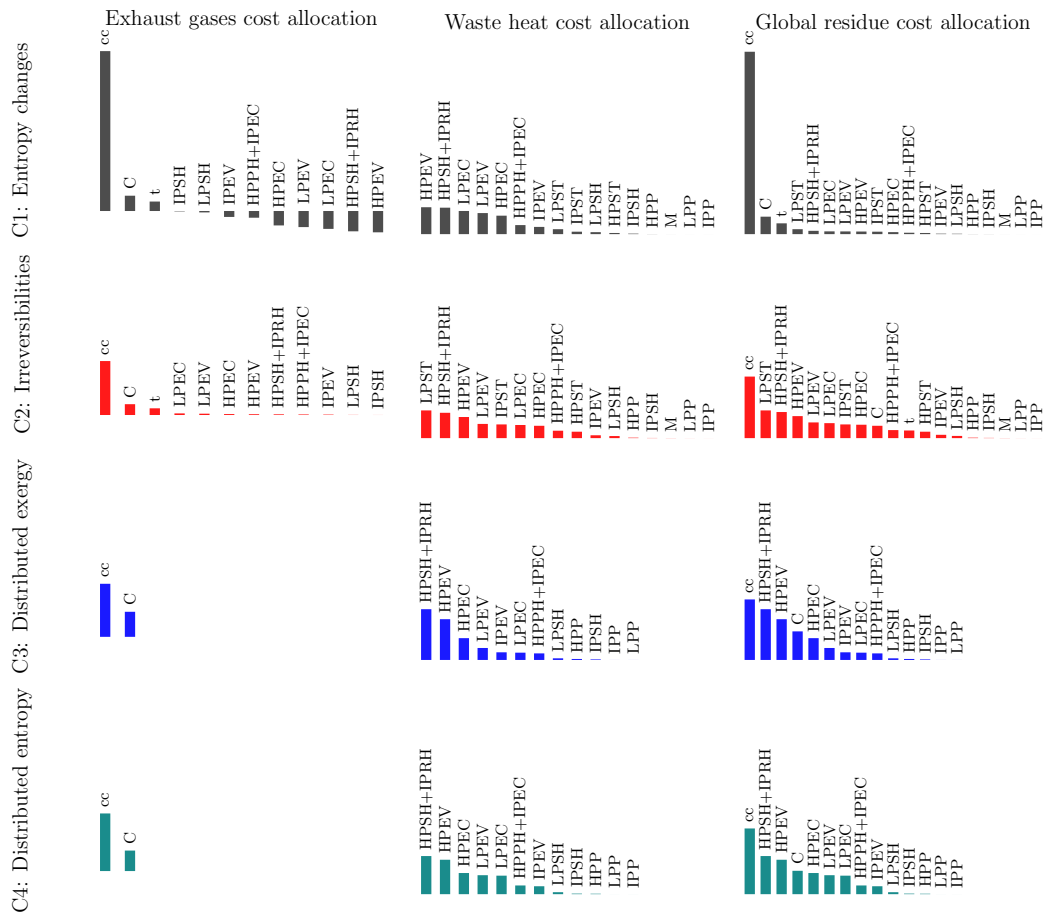 Exhaust gases cost allocation
Waste heat cost allocation
Global residue cost allocation
C1: Entropy changes
cc
C
t
IPSH
LPSH
IPEV
HPPH+IPEC
HPEC
LPEV
LPEC
HPSH+IPRH
HPEV
HPEV
HPSH+IPRH
LPEC
LPEV
HPEC
HPPH+IPEC
IPEV
LPST
IPST
LPSH
HPST
IPSH
HPP
M
LPP
IPP
cc
C
t
LPST
HPSH+IPRH
LPEC
LPEV
HPEV
IPST
HPEC
HPPH+IPEC
HPST
IPEV
LPSH
HPP
IPSH
M
LPP
IPP
C2: Irreversibilities
cc
C
t
LPEC
LPEV
HPEC
HPEV
HPSH+IPRH
HPPH+IPEC
IPEV
LPSH
IPSH
LPST
HPSH+IPRH
HPEV
LPEV
IPST
LPEC
HPEC
HPPH+IPEC
HPST
IPEV
LPSH
HPP
IPSH
M
LPP
IPP
cc
LPST
HPSH+IPRH
HPEV
LPEV
LPEC
IPST
HPEC
C
HPPH+IPEC
t
HPST
IPEV
LPSH
HPP
IPSH
M
LPP
IPP
C3: Distributed exergy
cc
C
HPSH+IPRH
HPEV
HPEC
LPEV
IPEV
LPEC
HPPH+IPEC
LPSH
HPP
IPSH
IPP
LPP
cc
HPSH+IPRH
HPEV
C
HPEC
LPEV
IPEV
LPEC
HPPH+IPEC
LPSH
HPP
IPSH
IPP
LPP
C4: Distributed entropy
cc
C
HPSH+IPRH
HPEV
HPEC
LPEV
LPEC
HPPH+IPEC
IPEV
LPSH
IPSH
HPP
LPP
IPP
cc
HPSH+IPRH
HPEV
C
HPEC
LPEV
LPEC
HPPH+IPEC
IPEV
LPSH
IPSH
HPP
LPP
IPP